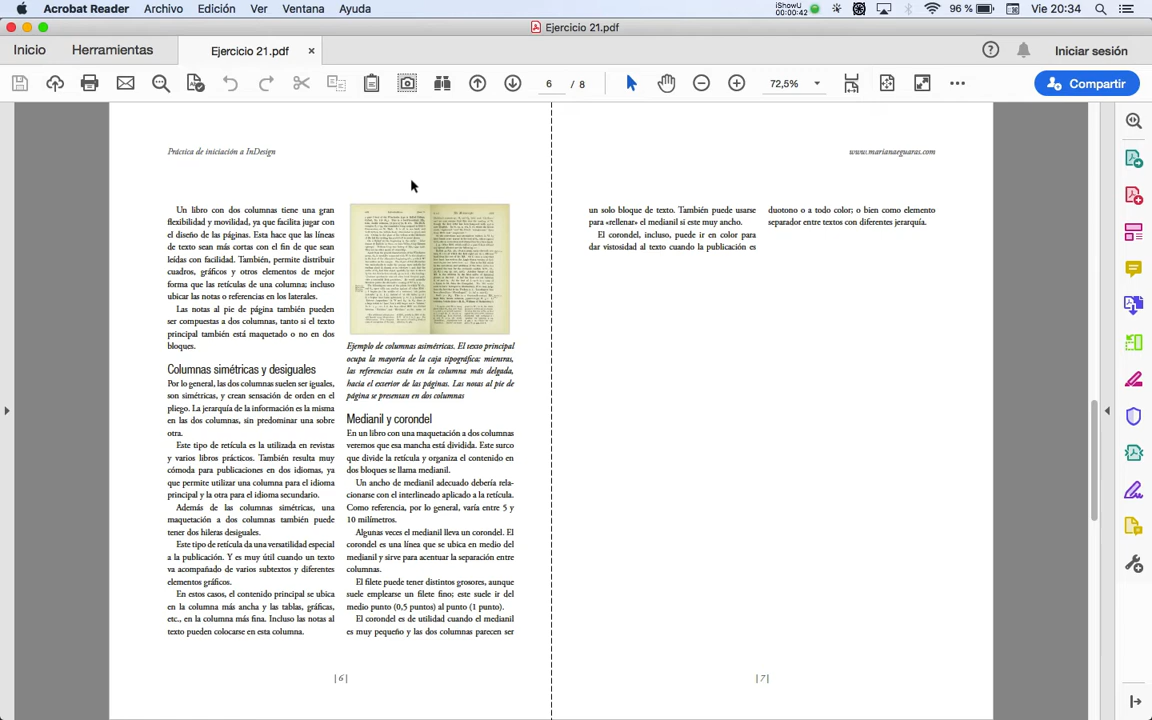 Acrobat Reader Archivo Edición Ver Ventana Ayuda
iShowU
00:00:42
96 %
Vie 20:34
Ejercicio 21.pdf
Inicio Herramientas Ejercicio 21.pdf ×
Iniciar sesión
6 / 8
72,5%
Compartir
Práctica de iniciación a InDesign
Un libro con dos columnas tiene una gran
flexibilidad y movilidad, ya que facilita jugar con
el diseño de las páginas. Esta hace que las líneas
de texto sean más cortas con el fin de que sean
leídas con facilidad. También, permite distribuir
cuadros, gráficos y otros elementos de mejor
forma que las retículas de una columna; incluso
ubicar las notas o referencias en los laterales.
Las notas al pie de página también pueden
ser compuestas a dos columnas, tanto si el texto
principal también está maquetado o no en dos
bloques.
Columnas simétricas y desiguales
Por lo general, las dos columnas suelen ser iguales,
son simétricas, y crean sensación de orden en el
pliego. La jerarquía de la información es la misma
en las dos columnas, sin predominar una sobre
otra.
Este tipo de retícula es la utilizada en revistas
y varios libros prácticos. También resulta muy
cómoda para publicaciones en dos idiomas, ya
que permite utilizar una columna para el idioma
principal y la otra para el idioma secundario.
Además de las columnas simétricas, una
maquetación a dos columnas también puede
tener dos hileras desiguales.
Este tipo de retícula da una versatilidad especial
a la publicación. Y es muy útil cuando un texto
va acompañado de varios subtextos y diferentes
elementos gráficos.
En estos casos, el contenido principal se ubica
en la columna más ancha y las tablas, gráficas,
etc., en la columna más fina. Incluso las notas al
texto pueden colocarse en esta columna.
Ejemplo de columnas asimétricas. El texto principal
ocupa la mayoría de la caja tipográfica; mientras,
las referencias están en la columna más delgada,
hacia el exterior de las páginas. Las notas al pie de
página se presentan en dos columnas
Medianil y corondel
En un libro con una maquetación a dos columnas
veremos que esa mancha está dividida. Este surco
que divide la retícula y organiza el contenido en
dos bloques se llama medianil.
Un ancho de medianil adecuado debería rela-
cionarse con el interlineado aplicado a la retícula.
Como referencia, por lo general, varía entre 5 y
10 milímetros.
Algunas veces el medianil lleva un corondel. El
corondel es una línea que se ubica en medio del
medianil y sirve para acentuar la separación entre
columnas.
El filete puede tener distintos grosores, aunque
suele emplearse un filete fino; este suele ir del
medio punto (0,5 puntos) al punto (1 punto).
El corondel es de utilidad cuando el medianil
es muy pequeño y las dos columnas parecen ser
|6|
www.marianaeguaras.com
un solo bloque de texto. También puede usarse
para «rellenar» el medianil si este muy ancho.
El corondel, incluso, puede ir en color para
dar vistosidad al texto cuando la publicación es
duotono o a todo color; o bien como elemento
separador entre textos con diferentes jerarquía.
|7|